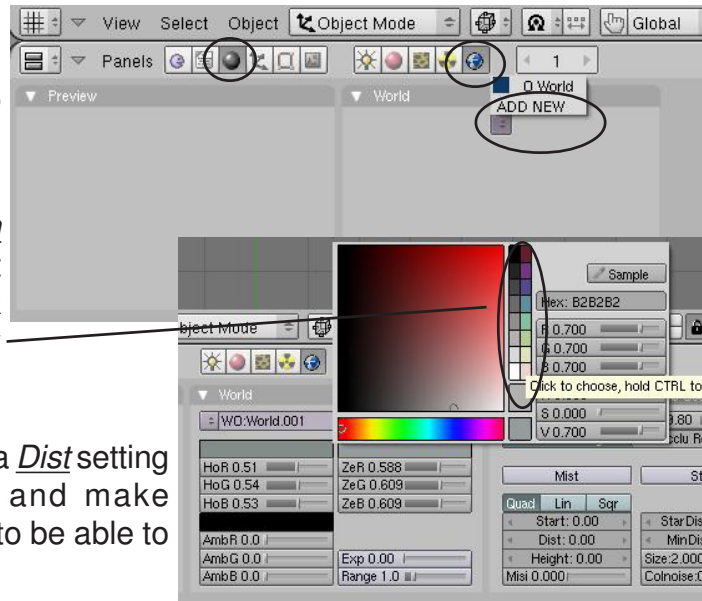 View Select Object Object Mode Global
Panels 1
0 World
ADD NEW
Preview
World
Sample
Hex: B2B2B2
bject Mode
R 0.700
G 0.700
B 0.700
Click to choose, hold CTRL to
World
WO:World.001
S 0.000
V 0.700
9.80
HoR 0.51
HoG 0.54
HoB 0.53
ZeR 0.588
ZeG 0.609
ZeB 0.609
AmbR 0.0
AmbG 0.0
AmbB 0.0
Exp 0.00
Range 1.0
Mist
St
Quad Lin Sqr
Start: 0.00
Dist: 0.00
Height: 0.00
Misi 0.000
StarDis
MinDis
Size:2.000
Colnoise:0
a Dist setting
and make
to be able to